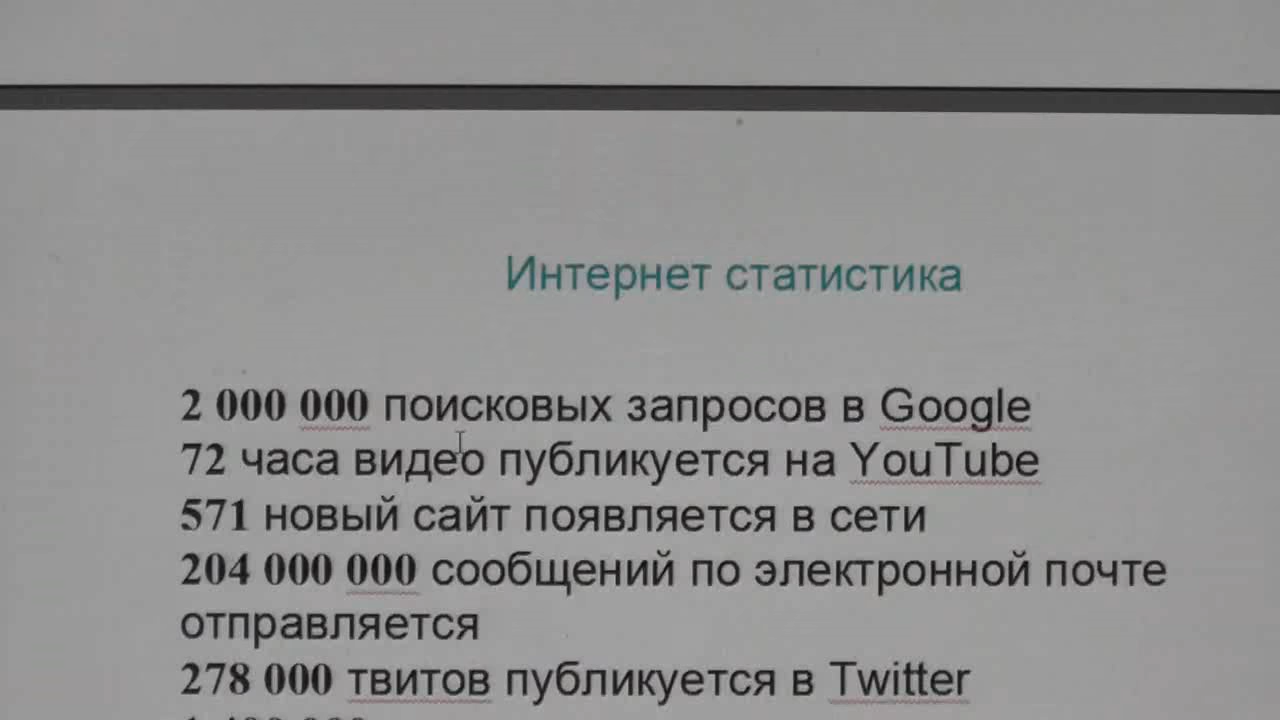 Интернет статистика
2 000 000 поисковых запросов в Google
72 часа видео публикуется на YouTube
571 новый сайт появляется в сети
204 000 000 сообщений по электронной почте
отправляется
278 000 твитов публикуется в Twitter